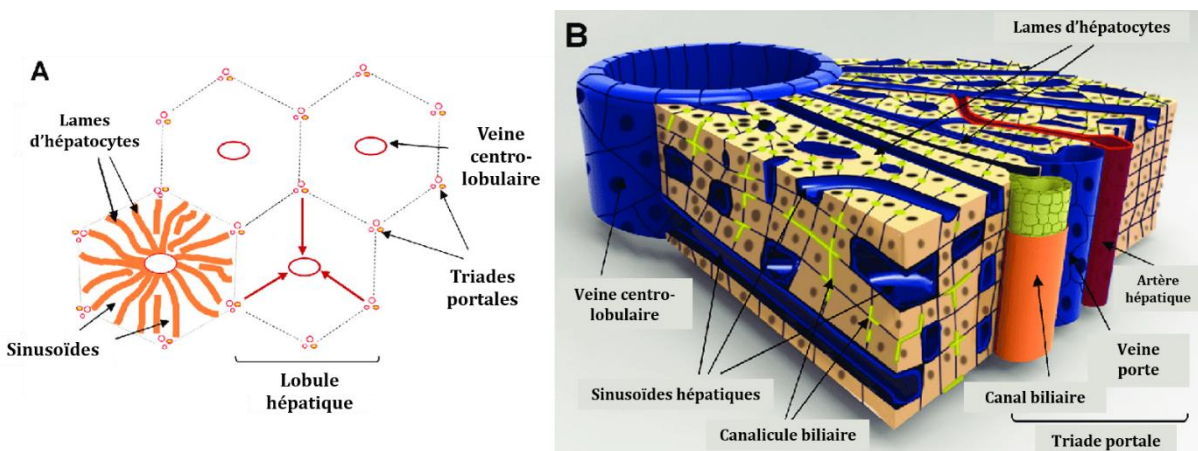 A
Lames
d'hépatocytes
Veine
centro-
lobulaire
Triades
portales
Sinusoïdes
Lobule
hépatique
B
Lames d'hépatocytes
Veine centro-
lobulaire
Artère
hépatique
Veine
porte
Sinusoïdes hépatiques
Canal biliaire
Canalicule biliaire
Triade portale